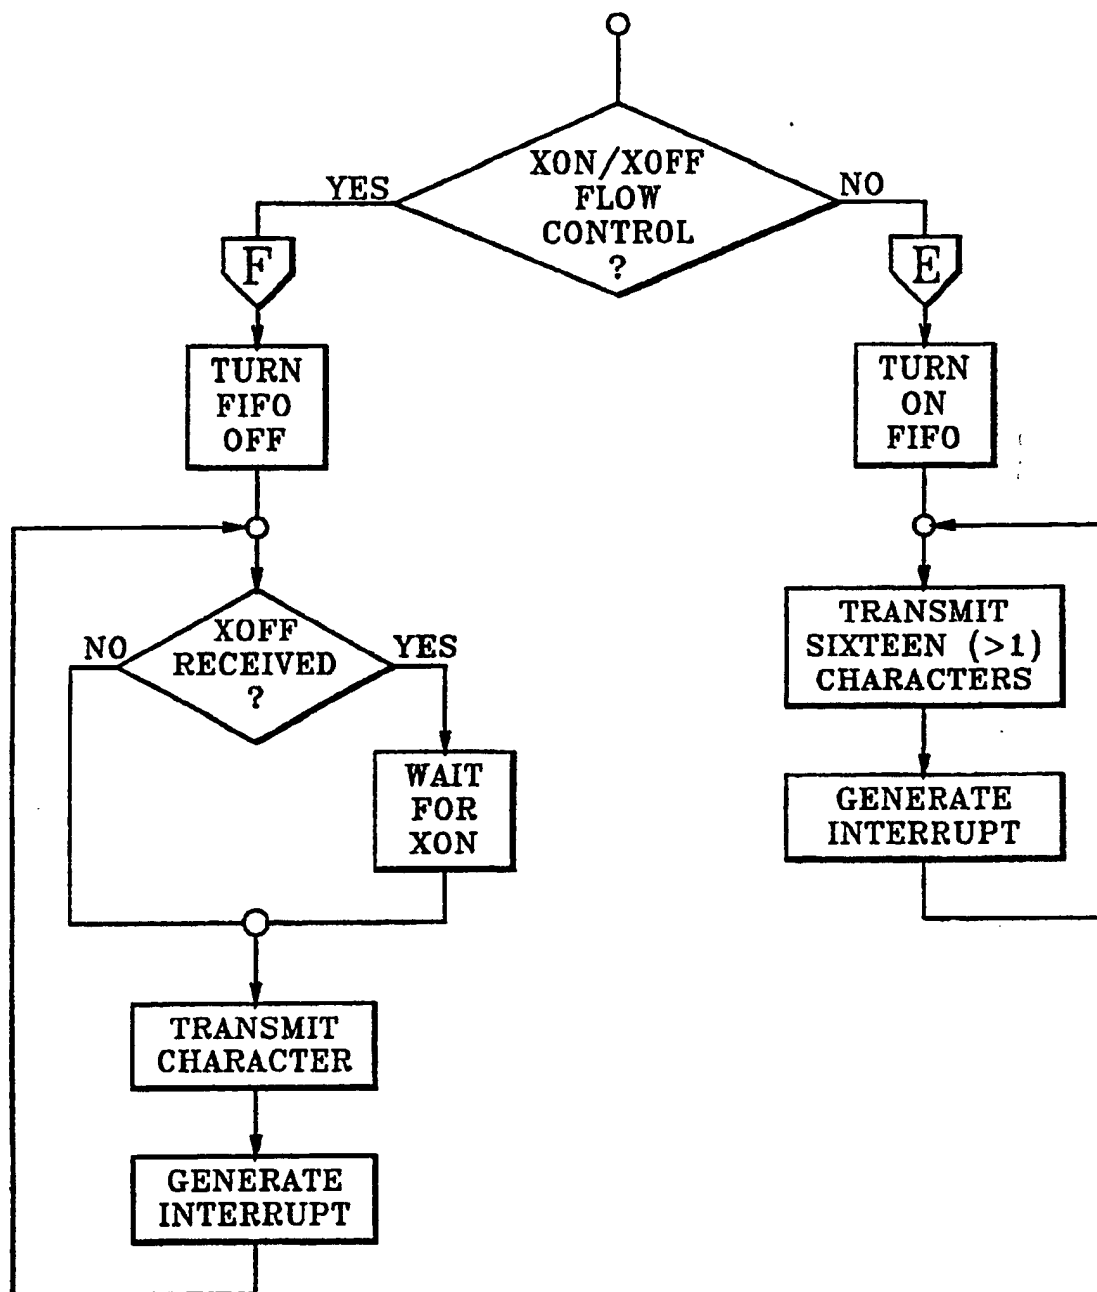 XON/XOFF
FLOW
CONTROL
?
YES
NO
F
E
TURN
FIFO
OFF
TURN
ON
FIFO
XOFF
RECEIVED
?
NO
YES
WAIT
FOR
XON
TRANSMIT
SIXTEEN (>1)
CHARACTERS
GENERATE
INTERRUPT
TRANSMIT
CHARACTER
GENERATE
INTERRUPT